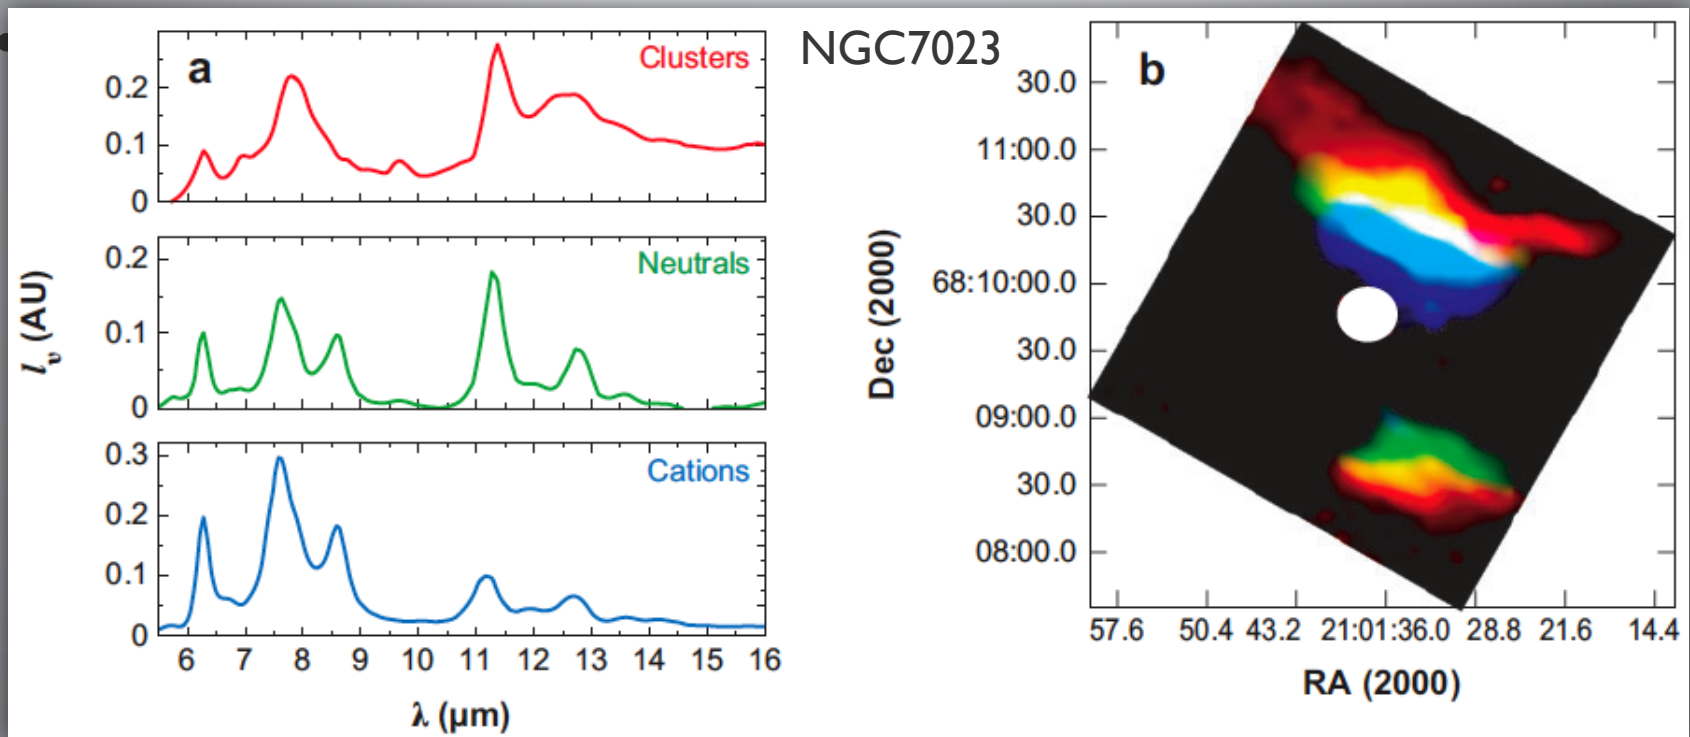 NGC7023
a
Clusters
0.2
0.1
0
Neutrals
0.2
0.1
0
Cations
0.3
0.2
0.1
0
Iν (AU)
6 7 8 9 10 11 12 13 14 15 16
λ (μm)
b
30.0
11:00.0
30.0
68:10:00.0
30.0
09:00.0
30.0
08:00.0
Dec (2000)
57.6 50.4 43.2 21:01:36.0 28.8 21.6 14.4
RA (2000)